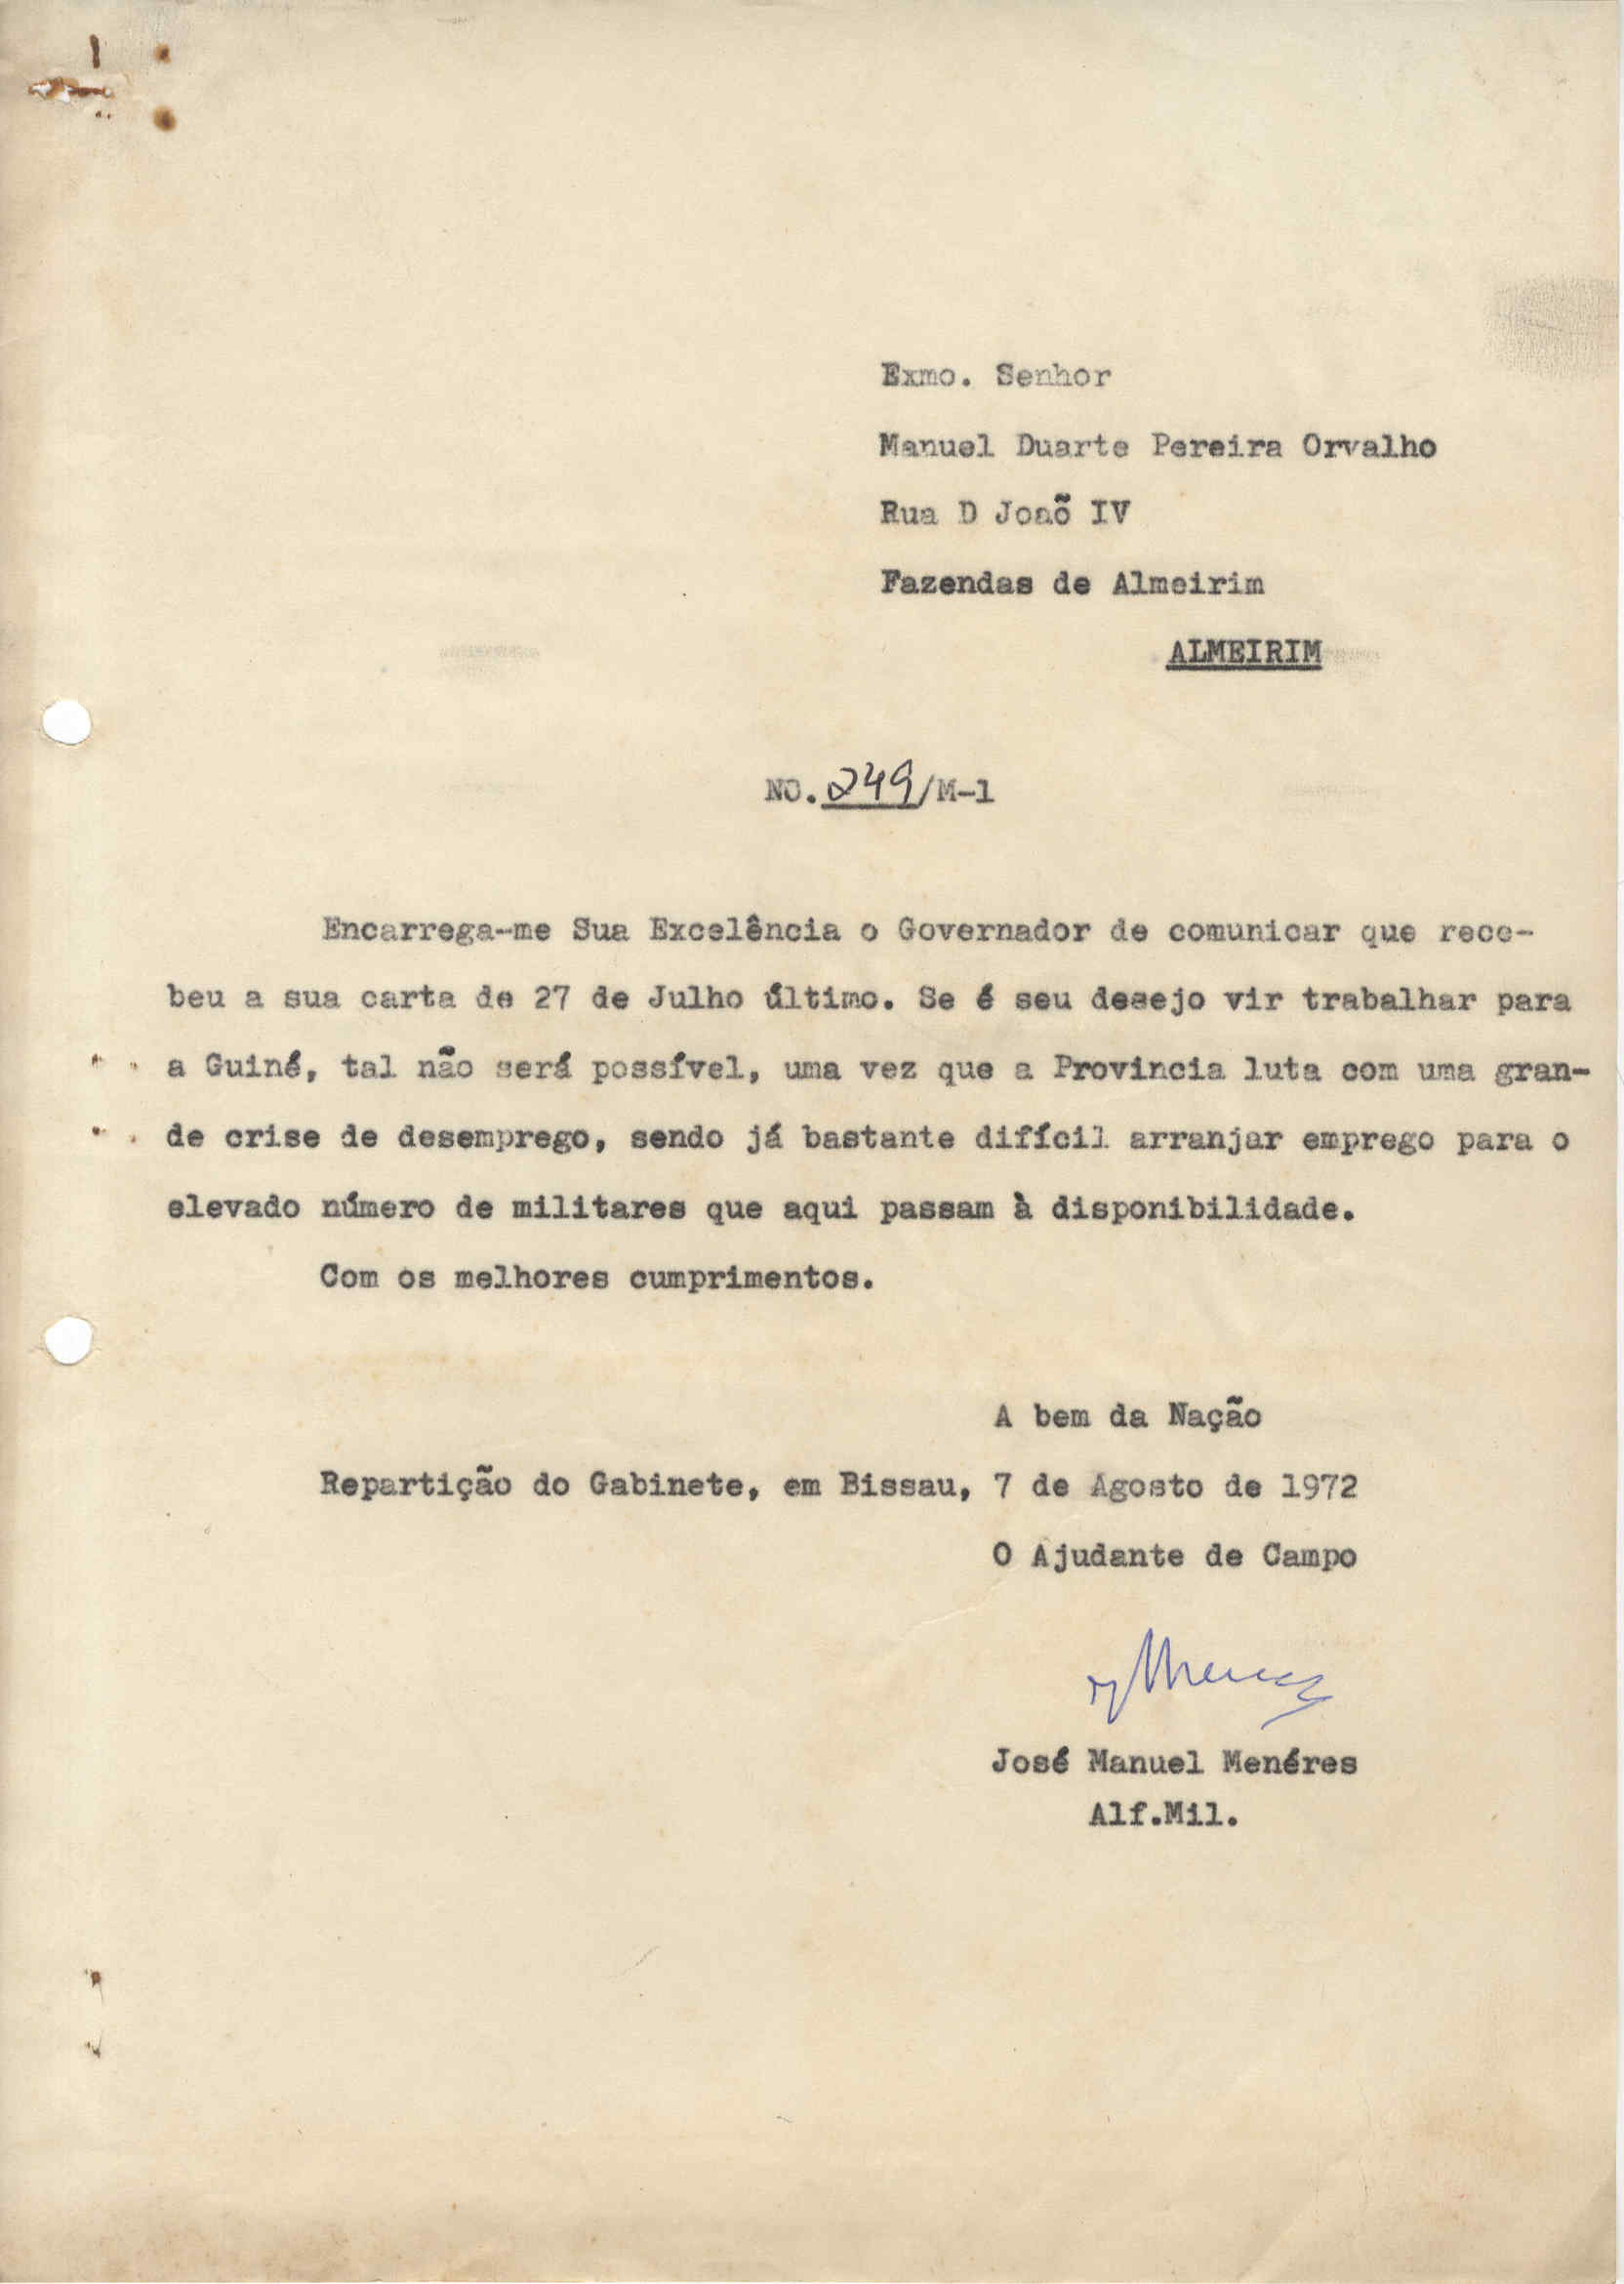 Exmo. Senhor
Manuel Duarte Pereira Orvalho
Rua D Joaõ IV
Fazendas de Almeirim
ALMEIRIM
NO. 249/M-1
Encarrega-me Sua Excelência o Governador de comunicar que rece-
beu a sua carta de 27 de Julho último. Se é seu desejo vir trabalhar para
a Guiné, tal não será possível, uma vez que a Provincia luta com uma gran-
de crise de desemprego, sendo já bastante difícil arranjar emprego para o
elevado número de militares que aqui passam à disponibilidade.
Com os melhores cumprimentos.
A bem da Nação
Repartição do Gabinete, em Bissau, 7 de Agosto de 1972
O Ajudante de Campo
José Manuel Menéres
Alf.Mil.